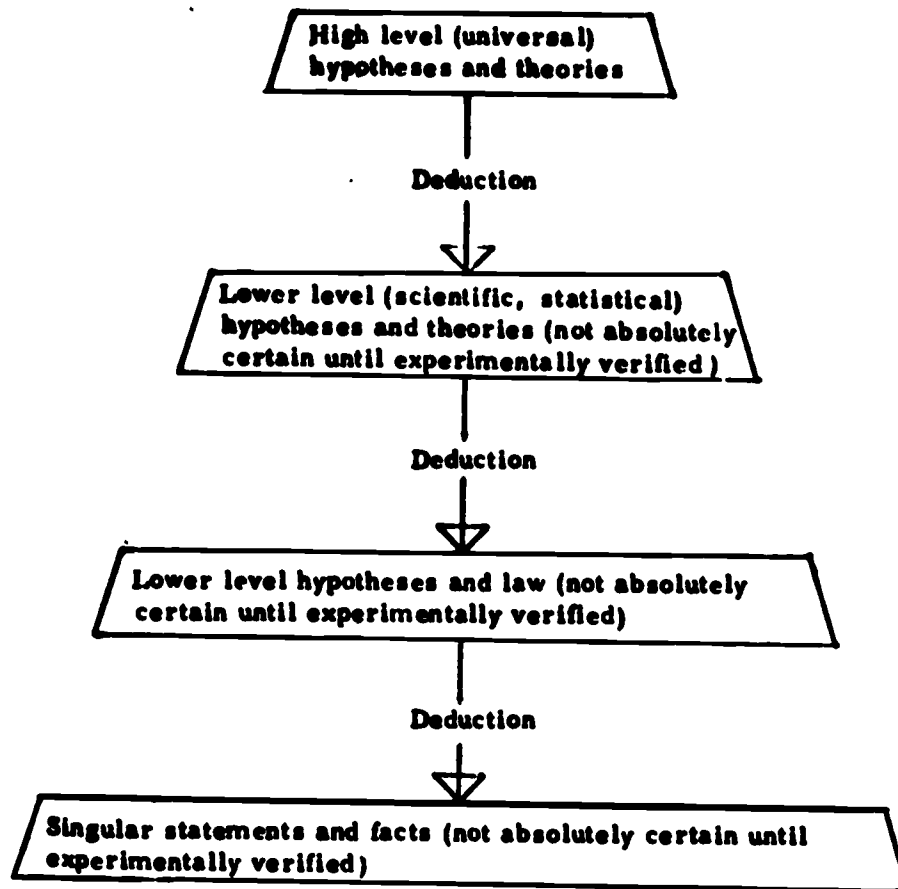 High level (universal)
hypotheses and theories
Deduction
Lower level (scientific, statistical)
hypotheses and theories (not absolutely
certain until experimentally verified)
Deduction
Lower level hypotheses and law (not absolutely
certain until experimentally verified)
Deduction
Singular statements and facts (not absolutely certain until
experimentally verified)